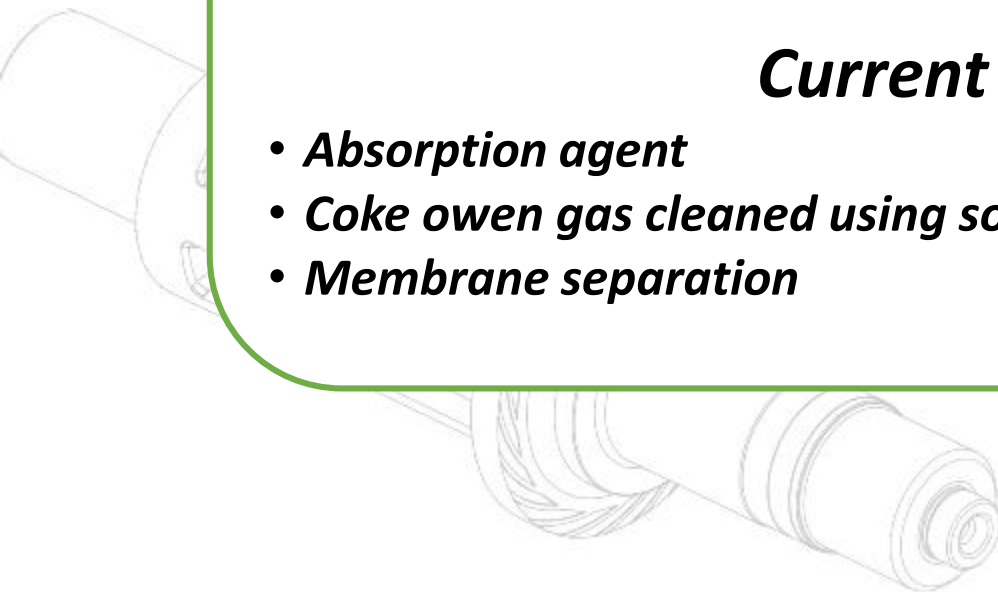 Current
• Absorption agent
• Coke owen gas cleaned using
• Membrane separation